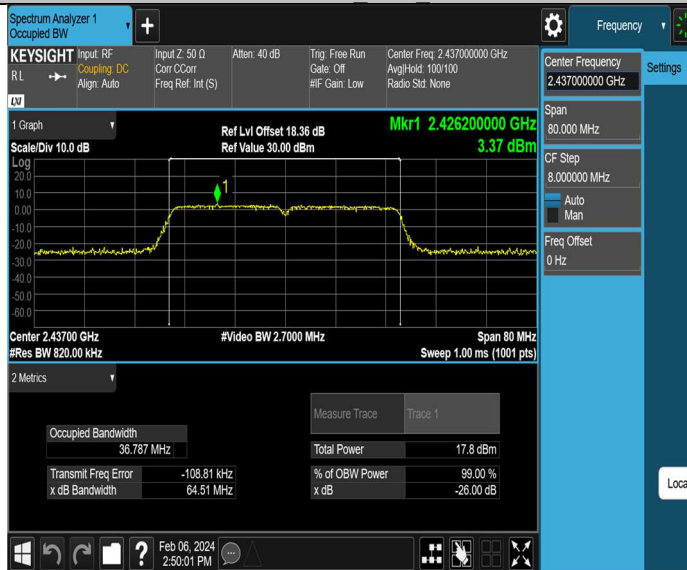 Spectrum Analyzer 1
Occupied BW
Frequency
KEYSIGHT Input: RF
RL Coupling: DC
Align: Auto
Input Z: 50 Ω
Corr CCorr
Freq Ref: Int (S)
Atten: 40 dB
Trig: Free Run
Gate: Off
#IF Gain: Low
Center Freq: 2.437000000 GHz
Avg|Hold: 100/100
Radio Std: None
LXI
Center Frequency
2.437000000 GHz
Settings
Span
80.000 MHz
CF Step
8.000000 MHz
Auto
Man
Freq Offset
0 Hz
1 Graph
Scale/Div 10.0 dB
Ref Lvl Offset 18.36 dB
Ref Value 30.00 dBm
Mkr1 2.426200000 GHz
3.37 dBm
Log
20.0
10.0
0.00
-10.0
-20.0
-30.0
-40.0
-50.0
-60.0
1
Center 2.43700 GHz
#Res BW 820.00 kHz
#Video BW 2.7000 MHz
Span 80 MHz
Sweep 1.00 ms (1001 pts)
2 Metrics
Measure Trace Trace 1
Occupied Bandwidth
36.787 MHz
Total Power 17.8 dBm
Transmit Freq Error -108.81 kHz
% of OBW Power 99.00 %
x dB Bandwidth 64.51 MHz
x dB -26.00 dB
Loca
?
Feb 06, 2024
2:50:01 PM